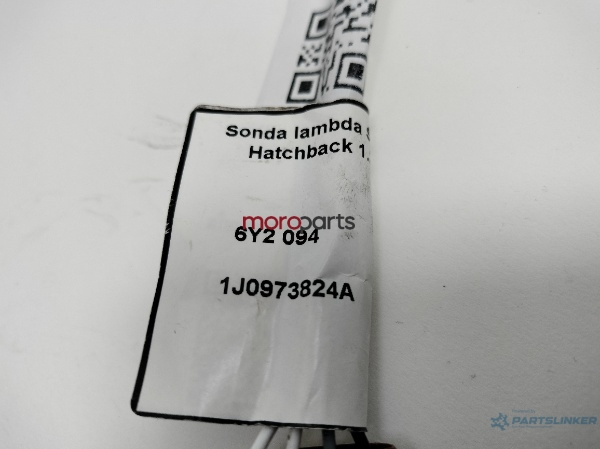 Sonda lambda
Hatchback 1.
moroparts
6Y2 094
1J0973824A
PARTSLINKER